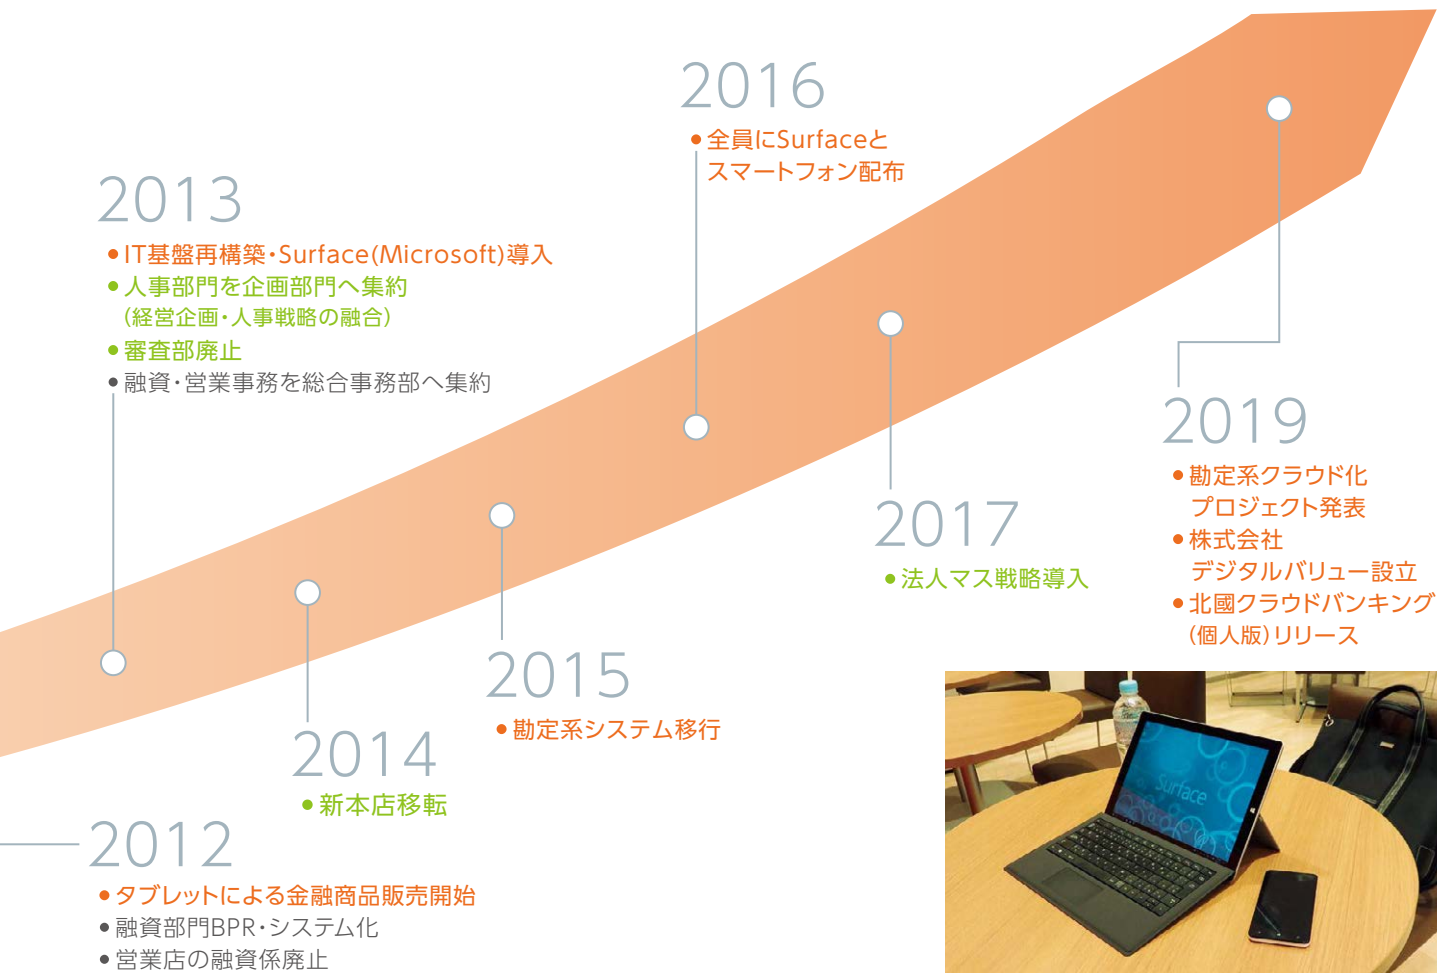 2012
•タブレットによる金融商品販売開始
•融資部門BPR・システム化
•営業店の融資係廃止
2013
•IT基盤再構築・Surface(Microsoft)導入
•人事部門を企画部門へ集約
(経営企画・人事戦略の融合)
•審査部廃止
•融資・営業事務を総合事務部へ集約
2014
•新本店移転
2015
•勘定系システム移行
2016
•全員にSurfaceと
スマートフォン配布
2017
•法人マス戦略導入
2019
•勘定系クラウド化
プロジェクト発表
•株式会社
デジタルバリュー設立
•北國クラウドバンキング
(個人版)リリース
Surface